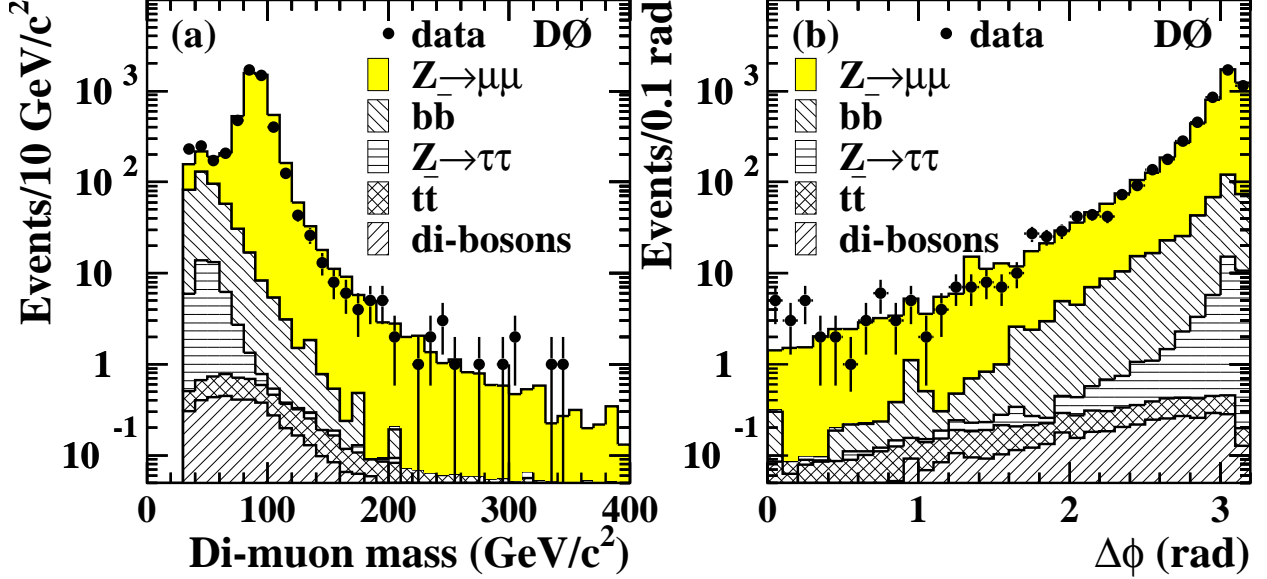 (a)
data
DØ
Z→μμ
bb̄
Z→ττ
tt̄
di-bosons
Events/10 GeV/c²
10³
10²
10
1
10⁻¹
0 100 200 300 400
Di-muon mass (GeV/c²)
(b)
data
DØ
Z→μμ
bb̄
Z→ττ
tt̄
di-bosons
Events/0.1 rad
10³
10²
10
1
10⁻¹
0 1 2 3
Δϕ (rad)